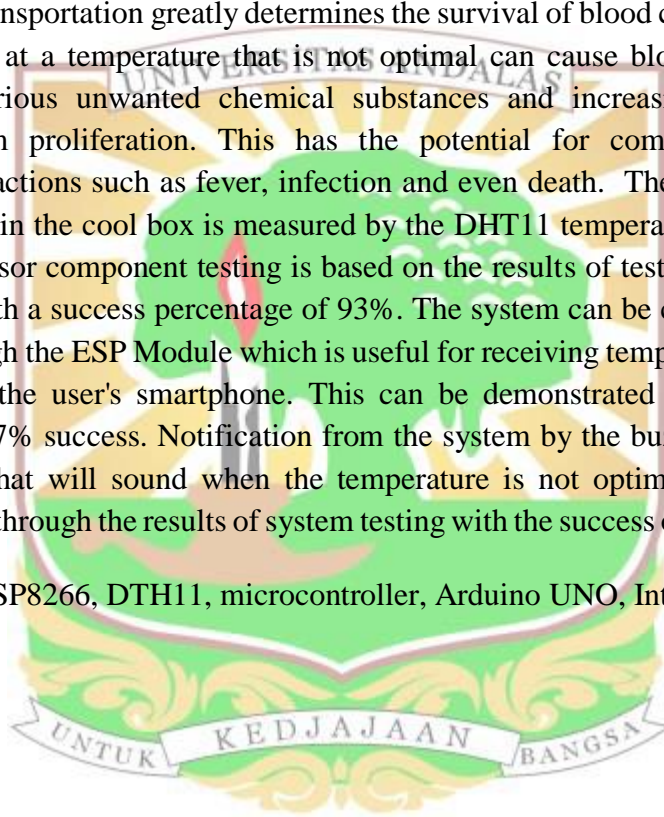 nsportation greatly determines the survival of blood c
at a temperature that is not optimal can cause blo
UNIVERSITAS ANDALAS
rious unwanted chemical substances and increasi
n proliferation. This has the potential for com
actions such as fever, infection and even death. The
in the cool box is measured by the DHT11 tempera
sor component testing is based on the results of test
th a success percentage of 93%. The system can be c
gh the ESP Module which is useful for receiving temp
the user's smartphone. This can be demonstrated
7% success. Notification from the system by the bu
hat will sound when the temperature is not optim
through the results of system testing with the success o
SP8266, DTH11, microcontroller, Arduino UNO, Int
UNTUK KEDJAJAAN BANGSA